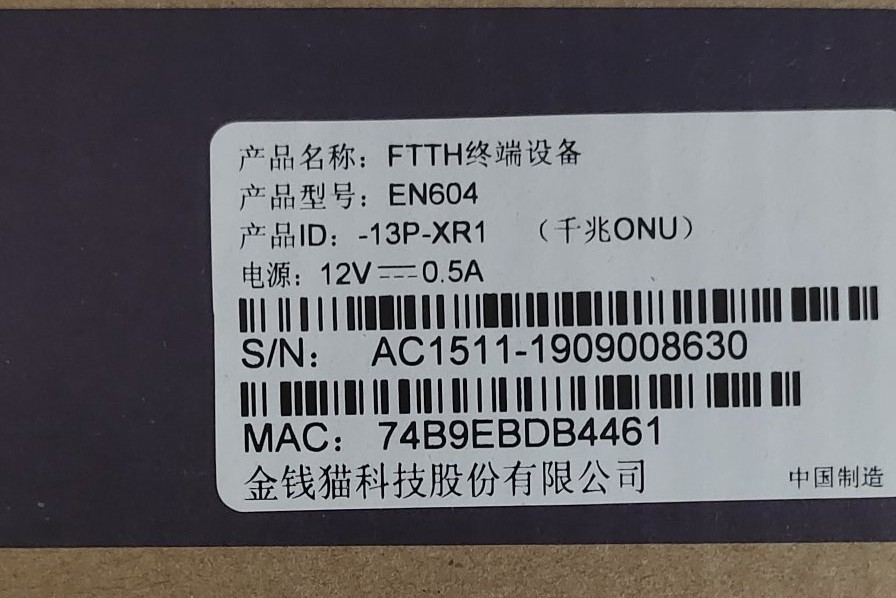 产品名称：FTTH终端设备
产品型号：EN604
产品ID：-13P-XR1 （千兆ONU）
电源：12V⎓0.5A
S/N： AC1511-1909008630
MAC： 74B9EBDB4461
金钱猫科技股份有限公司 中国制造